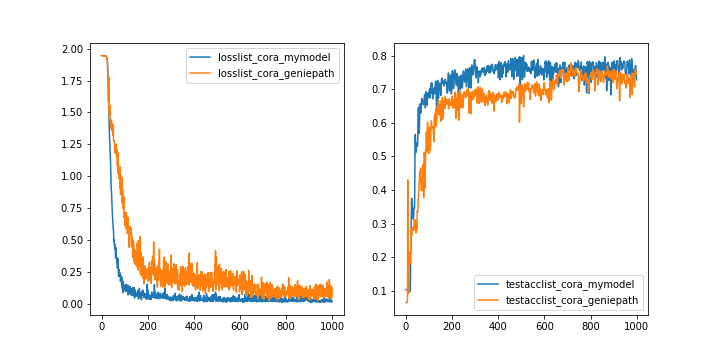 2.00
1.75
1.50
1.25
1.00
0.75
0.50
0.25
0.00
0 200 400 600 800 1000
losslist_cora_mymodel
losslist_cora_geniepath
0.8
0.7
0.6
0.5
0.4
0.3
0.2
0.1
0 200 400 600 800 1000
testacclist_cora_mymodel
testacclist_cora_geniepath